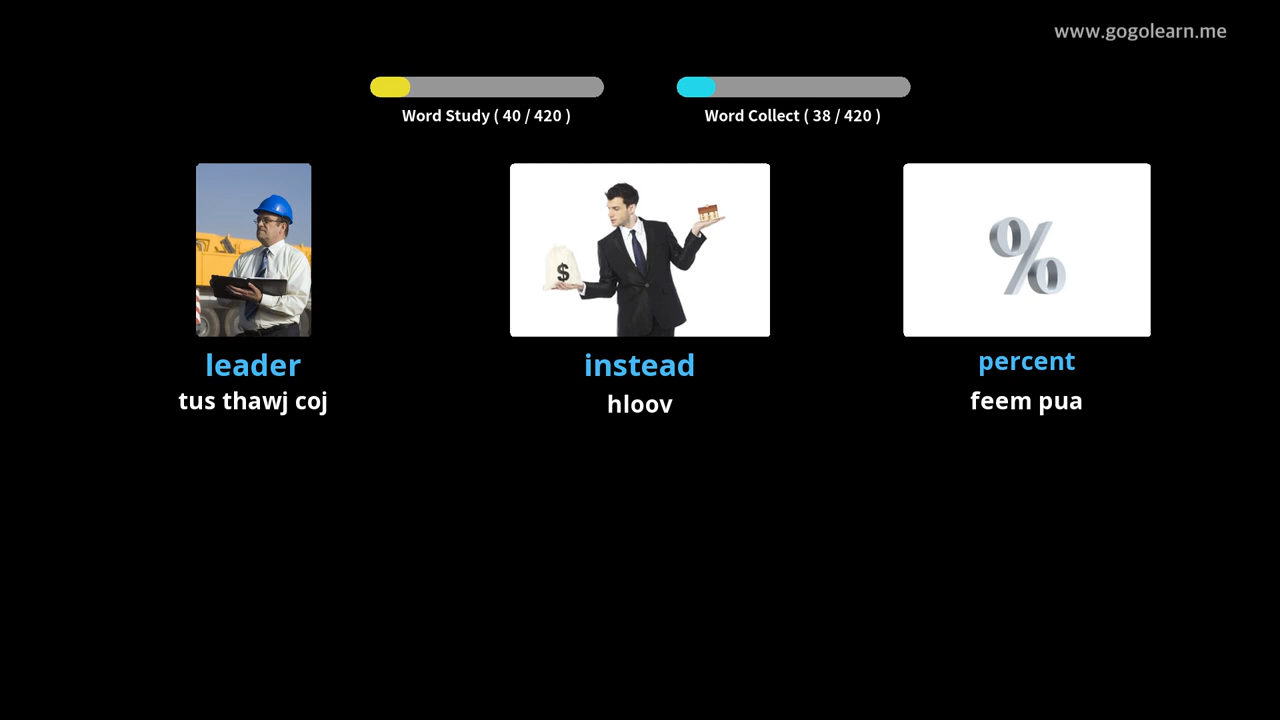 www.gogolearn.me
Word Study ( 40 / 420 )
Word Collect ( 38 / 420 )
$
%
leader
tus thawj coj
instead
hloov
percent
feem pua